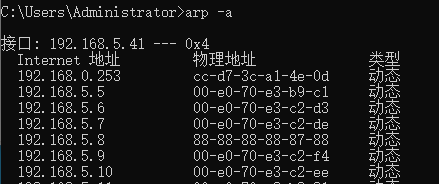 C:\Users\Administrator>arp -a
接口: 192.168.5.41 --- 0x4
Internet 地址 物理地址 类型
192.168.0.253 cc-d7-3c-a1-4e-0d 动态
192.168.5.5 00-e0-70-e3-b9-c1 动态
192.168.5.6 00-e0-70-e3-c2-d3 动态
192.168.5.7 00-e0-70-e3-c2-de 动态
192.168.5.8 88-88-88-88-87-88 动态
192.168.5.9 00-e0-70-e3-c2-f4 动态
192.168.5.10 00-e0-70-e3-c2-ee 动态